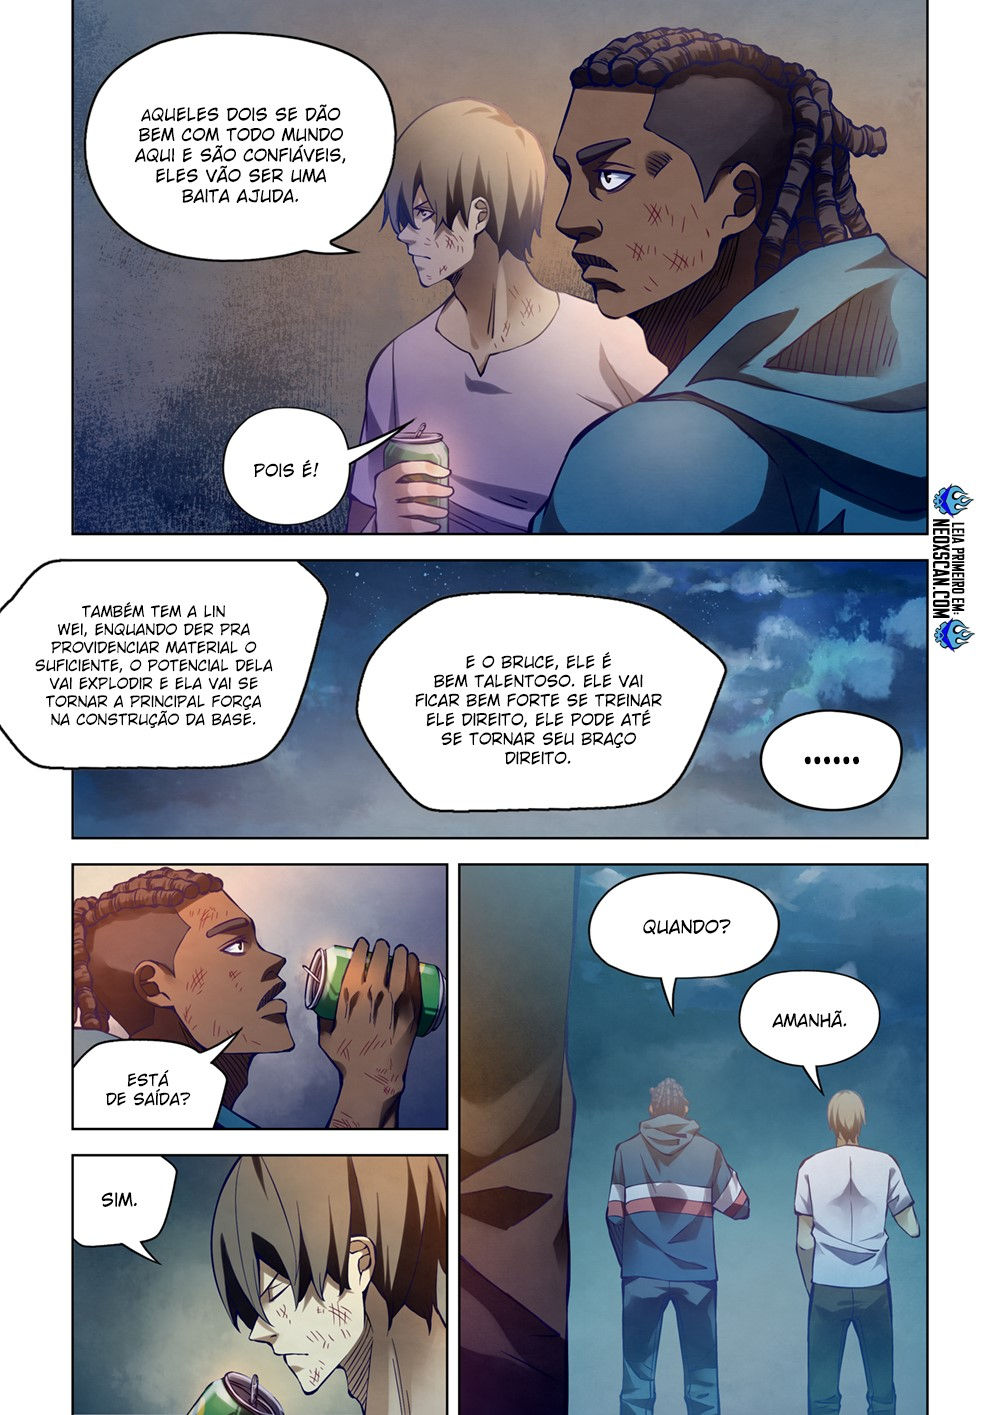 AQUELES DOIS SE DÃO
BEM COM TODO MUNDO
AQUI E SÃO CONFIÁVEIS,
ELES VÃO SER UMA
BAITA AJUDA.
POIS É!
LEIA PRIMEIRO EM:
NEOXSCAN.COM
TAMBÉM TEM A LIN
WEI, ENQUANDO DER PRA
PROVIDENCIAR MATERIAL O
SUFICIENTE, O POTENCIAL DELA
VAI EXPLODIR E ELA VAI SE
TORNAR A PRINCIPAL FORÇA
NA CONSTRUÇÃO DA BASE.
E O BRUCE, ELE É
BEM TALENTOSO. ELE VAI
FICAR BEM FORTE SE TREINAR
ELE DIREITO, ELE PODE ATÉ
SE TORNAR SEU BRAÇO
DIREITO.
......
ESTÁ
DE SAÍDA?
SIM.
QUANDO?
AMANHÃ.